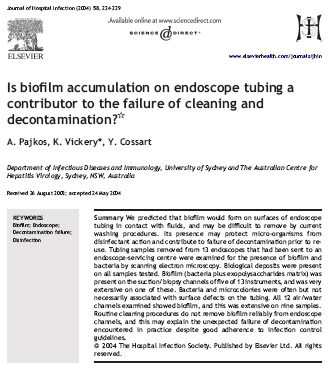 Journal of Hospital Infection (2004) 58, 224-229
Available online at www.sciencedirect.com
SCIENCE DIRECT®
ELSEVIER
www.elsevierhealth.com/journals/jhin
Is biofilm accumulation on endoscope tubing a
contributor to the failure of cleaning and
decontamination?☆
A. Pajkos, K. Vickery*, Y. Cossart
Department of Infectious Diseases and Immunology, University of Sydney and The Australian Centre for
Hepatitis Virology, Sydney, NSW, Australia
Received 26 August 2003; accepted 24 May 2004
KEYWORDS
Biofilm; Endoscope;
Decontamination failure;
Disinfection
Summary We predicted that biofilm would form on surfaces of endoscope
tubing in contact with fluids, and may be difficult to remove by current
washing procedures. Its presence may protect micro-organisms from
disinfectant action and contribute to failure of decontamination prior to re-
use. Tubing samples removed from 13 endoscopes that had been sent to an
endoscope-servicing centre were examined for the presence of biofilm and
bacteria by scanning electron microscopy. Biological deposits were present
on all samples tested. Biofilm (bacteria plus exopolysaccharides matrix) was
present on the suction/biopsy channels of five of 13 instruments, and was very
extensive on one of these. Bacteria and microcolonies were often but not
necessarily associated with surface defects on the tubing. All 12 air/water
channels examined showed biofilm, and this was extensive on nine samples.
Routine cleaning procedures do not remove biofilm reliably from endoscope
channels, and this may explain the unexpected failure of decontamination
encountered in practice despite good adherence to infection control
guidelines.
© 2004 The Hospital Infection Society. Published by Elsevier Ltd. All rights
reserved.